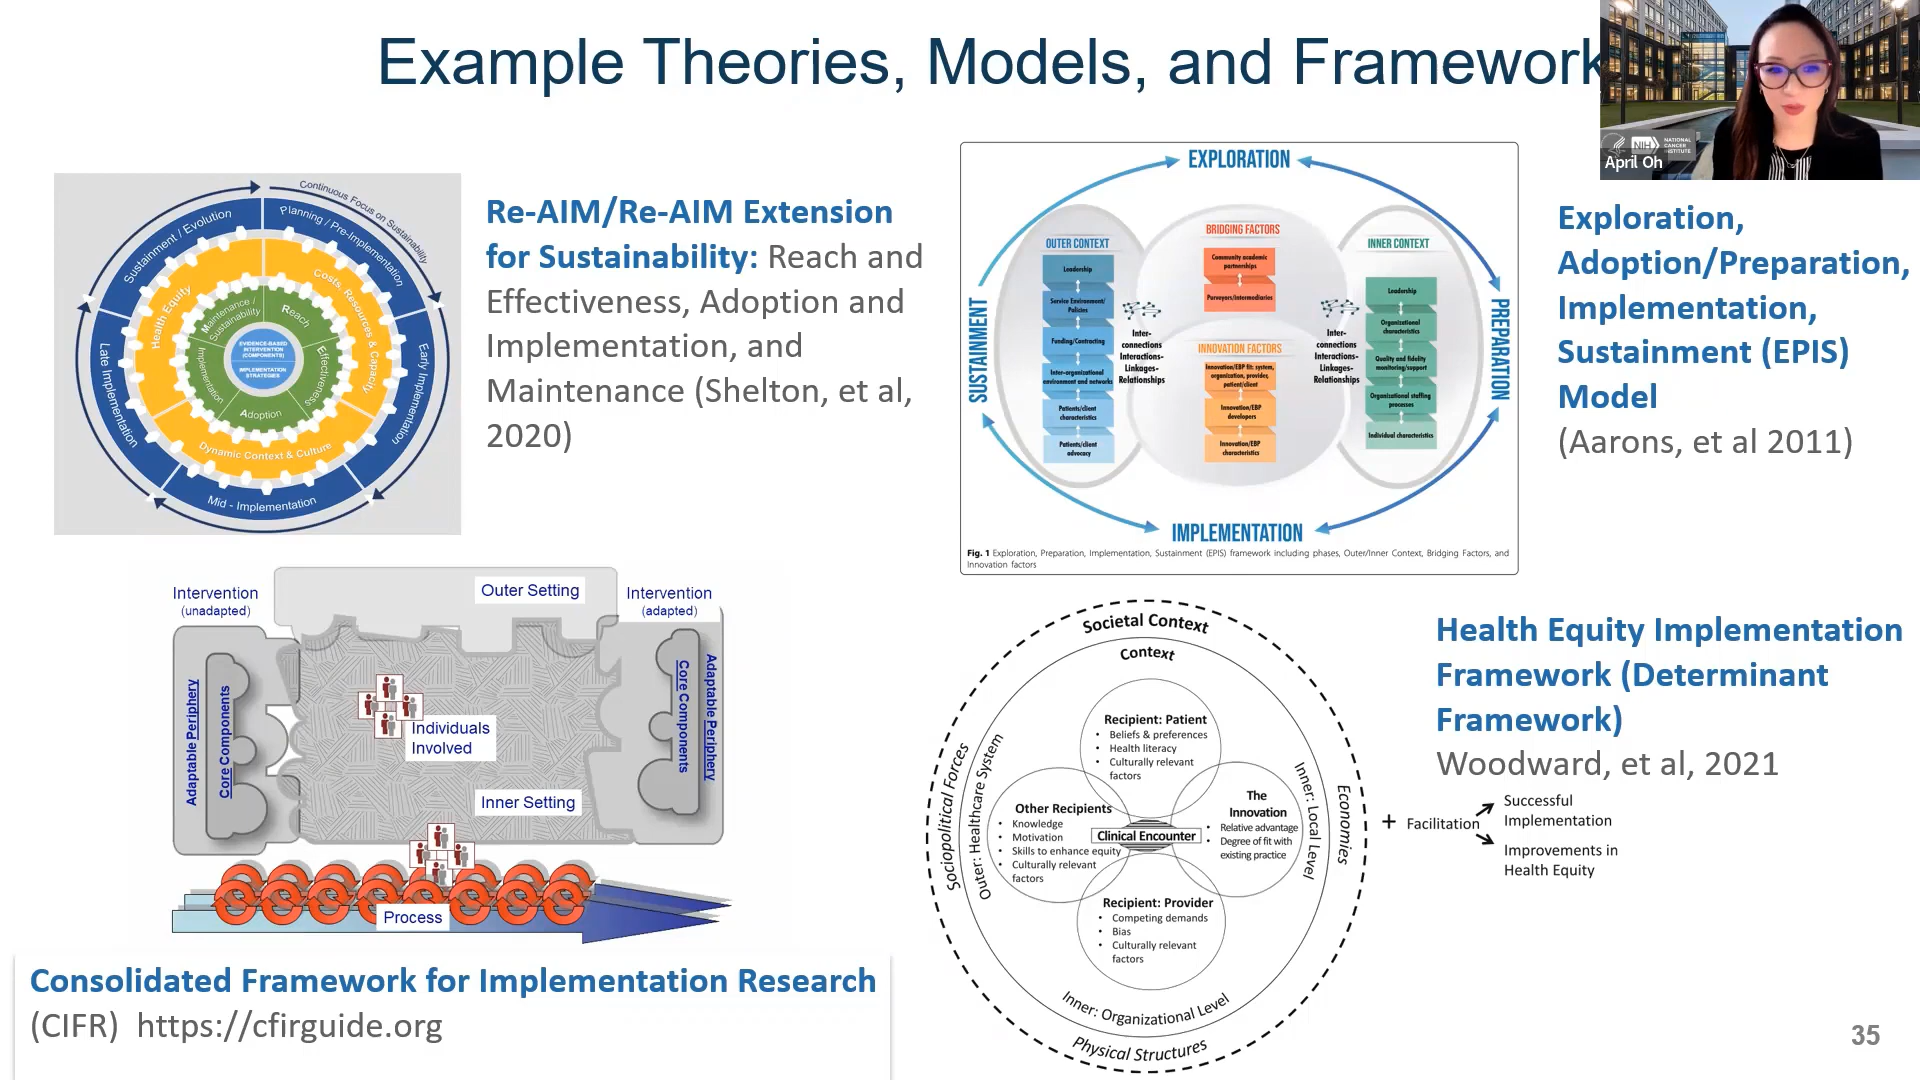 Example Theories, Models, and Framework
NIH
NATIONAL
CANCER
INSTITUTE
April Oh
Continuous Focus on Sustainability
Sustainment / Evolution
Planning / Pre-Implementation
Early Implementation
Mid - Implementation
Late Implementation
Health Equity
Costs, Resources & Capacity
Dynamic Context & Culture
Maintenance /
Sustainability
Reach
Effectiveness
Adoption
Implementation
EVIDENCE-BASED
INTERVENTION
(COMPONENTS)
IMPLEMENTATION
STRATEGIES
Re-AIM/Re-AIM Extension
for Sustainability: Reach and
Effectiveness, Adoption and
Implementation, and
Maintenance (Shelton, et al,
2020)
EXPLORATION
PREPARATION
IMPLEMENTATION
SUSTAINMENT
OUTER CONTEXT
Leadership
Service Environment/
Policies
Funding/Contracting
Inter-organizational
environment and networks
Patients/client
characteristics
Patients/client
advocacy
Inter-
connections
Interactions-
Linkages-
Relationships
BRIDGING FACTORS
Community academic
partnerships
Purveyors/intermediaries
INNOVATION FACTORS
Innovation/EBP fit: system,
organization, provider,
patient/client
Innovation/EBP
developers
Innovation/EBP
characteristics
Inter-
connections
Interactions-
Linkages-
Relationships
INNER CONTEXT
Leadership
Organizational
characteristics
Quality and fidelity
monitoring/support
Organizational staffing
processes
Individual characteristics
Fig. 1 Exploration, Preparation, Implementation, Sustainment (EPIS) framework including phases, Outer/Inner Context, Bridging Factors, and
Innovation factors
Exploration,
Adoption/Preparation,
Implementation,
Sustainment (EPIS)
Model
(Aarons, et al 2011)
Intervention
(unadapted)
Outer Setting
Intervention
(adapted)
Adaptable Periphery
Core Components
Individuals
Involved
Inner Setting
Core Components
Adaptable Periphery
Process
Consolidated Framework for Implementation Research
(CIFR) https://cfirguide.org
Societal Context
Context
Sociopolitical Forces
Outer: Healthcare System
Inner: Local Level
Economies
Inner: Organizational Level
Physical Structures
Recipient: Patient
• Beliefs & preferences
• Health literacy
• Culturally relevant
factors
Other Recipients
• Knowledge
• Motivation
• Skills to enhance equity
• Culturally relevant
factors
Clinical Encounter
The
Innovation
• Relative advantage
• Degree of fit with
existing practice
Recipient: Provider
• Competing demands
• Bias
• Culturally relevant
factors
Health Equity Implementation
Framework (Determinant
Framework)
Woodward, et al, 2021
+ Facilitation
Successful
Implementation
Improvements in
Health Equity
35